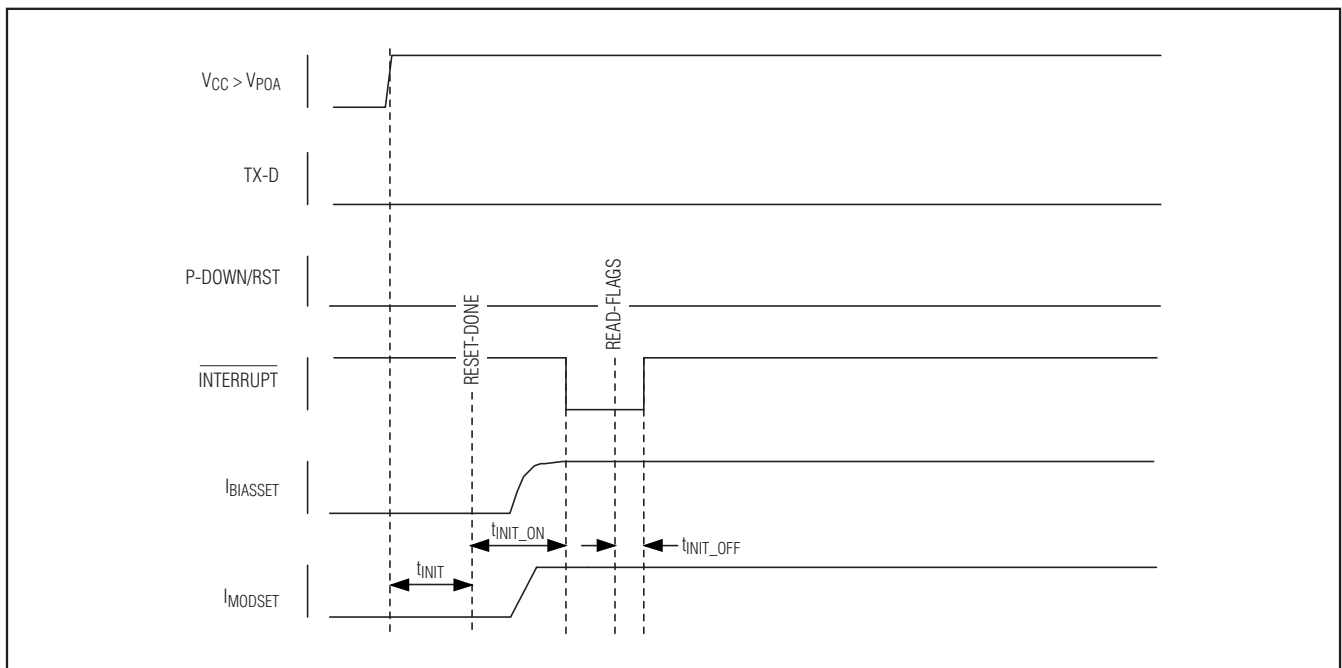 VCC > VPOA
TX-D
P-DOWN/RST
RESET-DONE
READ-FLAGS
INTERRUPT
IBIASSET
tINIT_ON
tINIT_OFF
tINIT
IMODSET